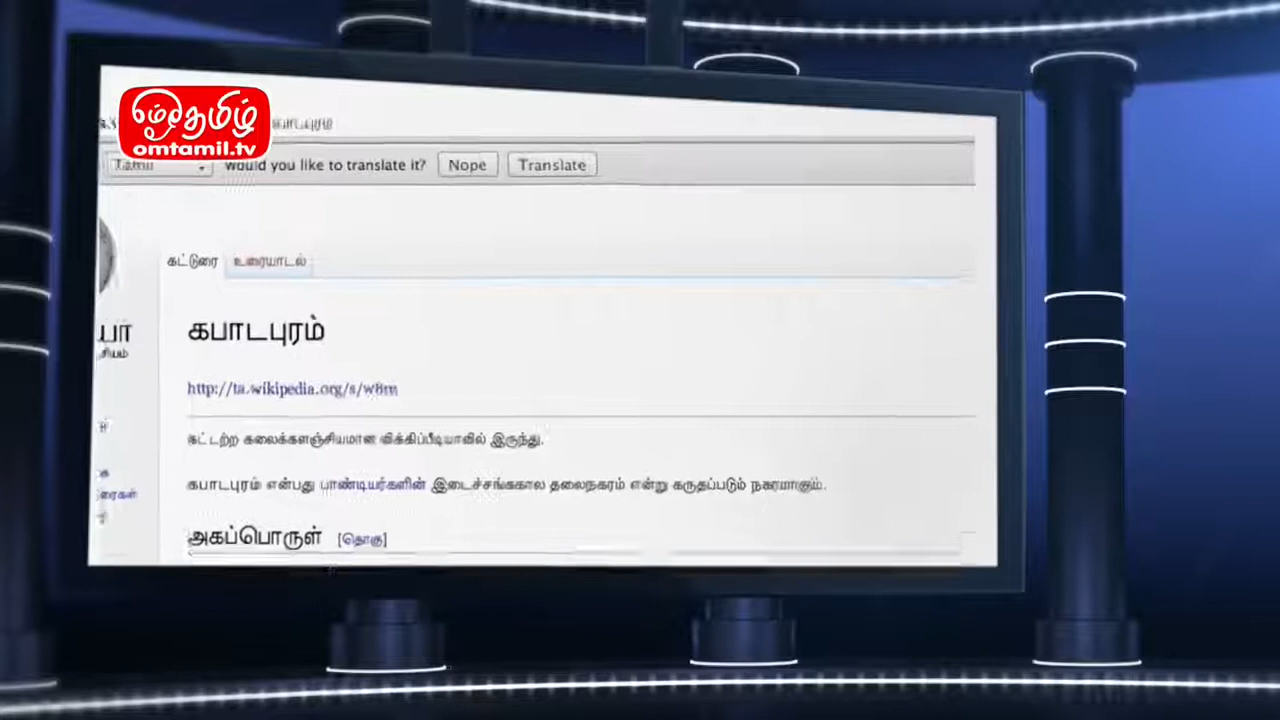 ஓம்தமிழ்
omtamil.tv
Tamil would you like to translate it? Nope Translate
கட்டுரை உரையாடல்
கபாடபுரம்
http://ta.wikipedia.org/s/w8m
கட்டற்ற கலைக்களஞ்சியமான விக்கிப்பீடியாவில் இருந்து.
கபாடபுரம் என்பது பாண்டியர்களின் இடைச்சங்ககால தலைநகரம் என்று கருதப்படும் நகரமாகும்.
அகப்பொருள் [தொகு]